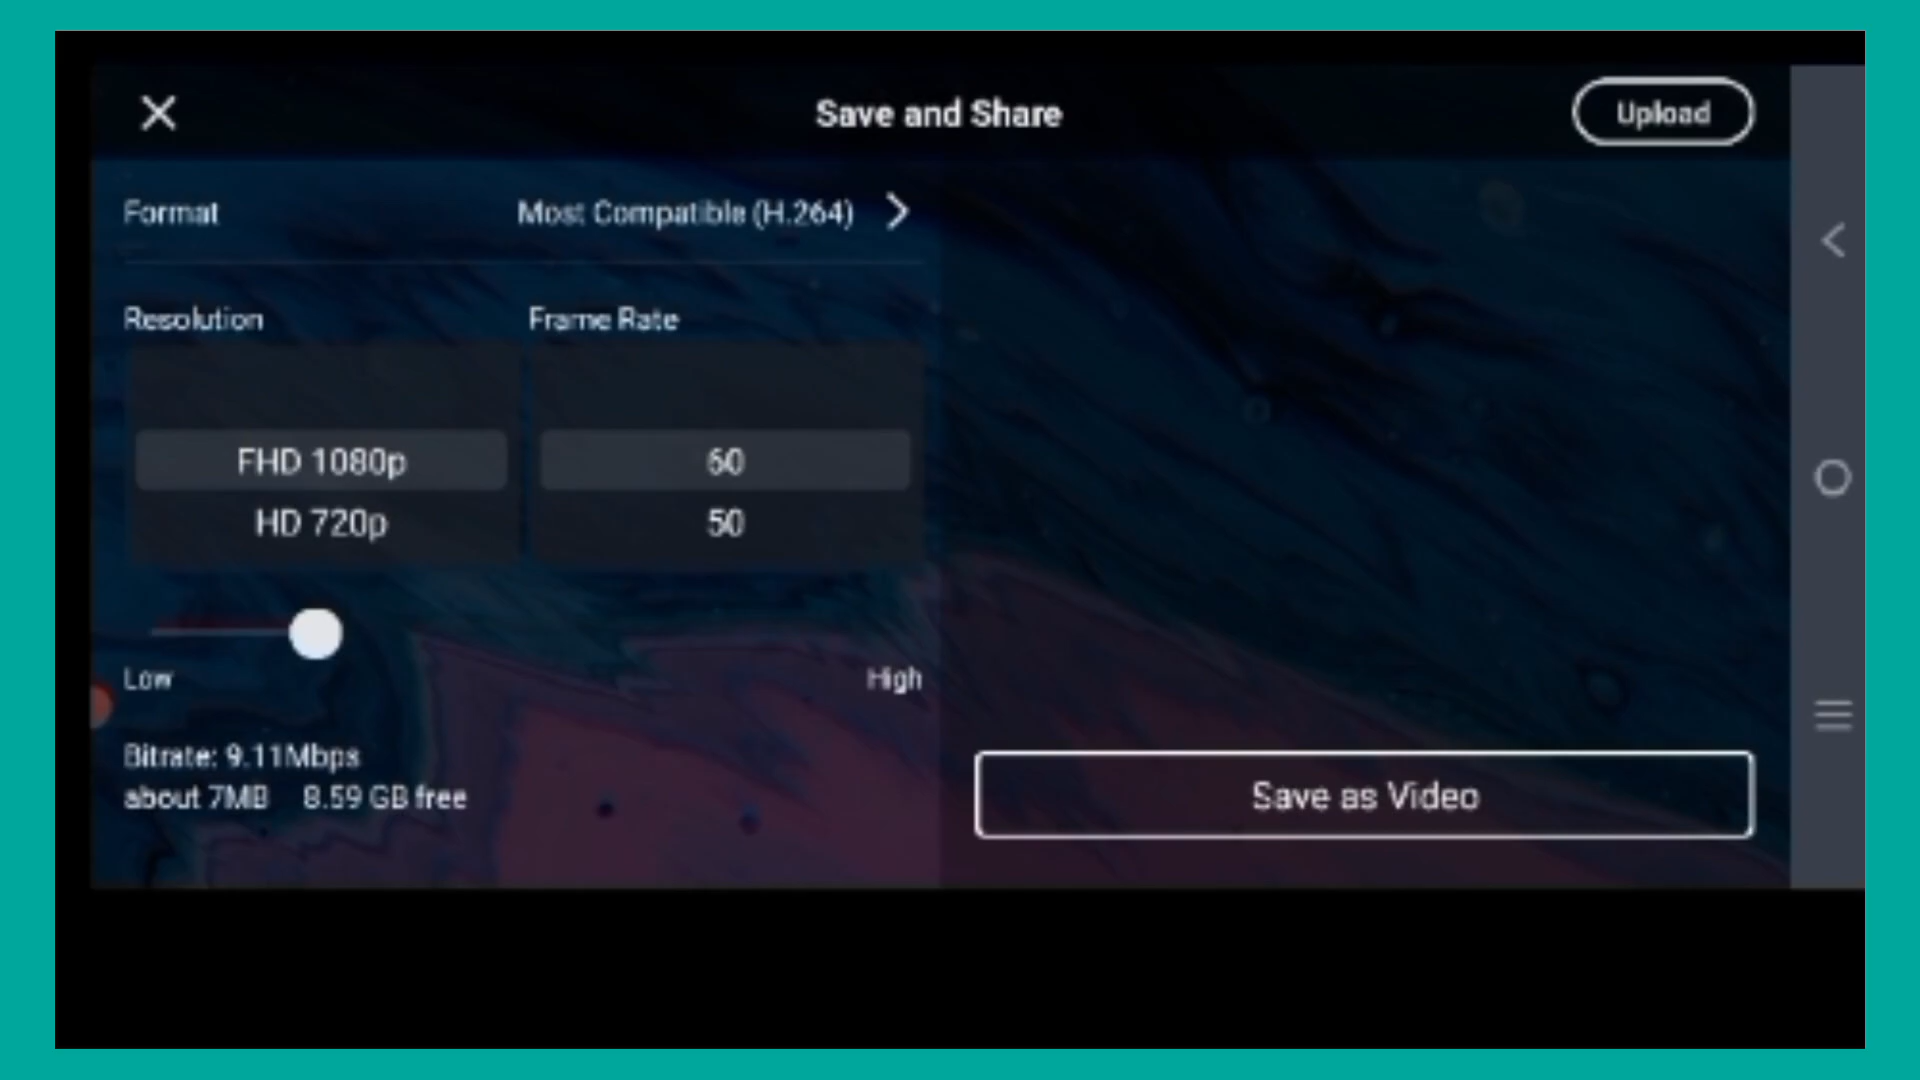 Save and Share
Upload
Format
Most Compatible (H.264)
Resolution
Frame Rate
FHD 1080p
60
HD 720p
50
Low
High
Bitrate: 9.11Mbps
about 7MB 8.59 GB free
Save as Video